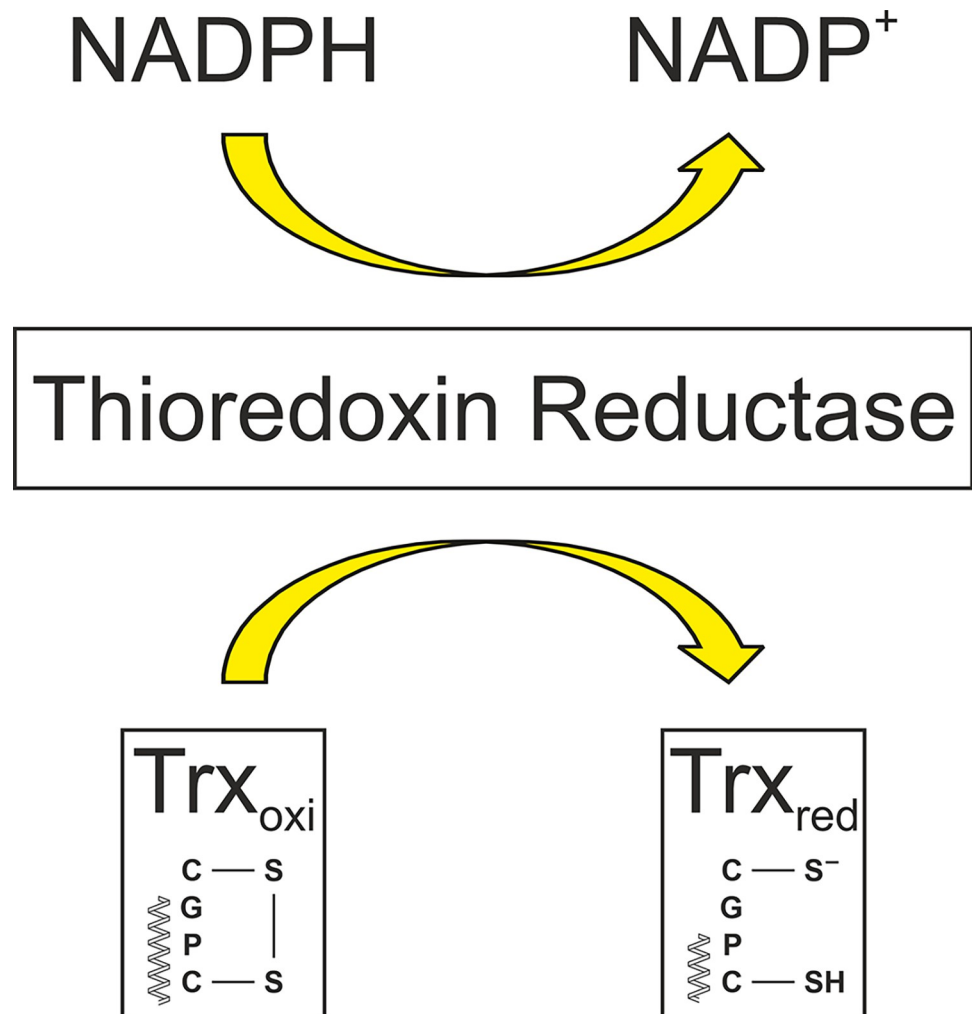 NADPH NADP⁺
Thioredoxin Reductase
Trxoxi Trxred
C — S C — S⁻
G G
P P
C — S C — SH